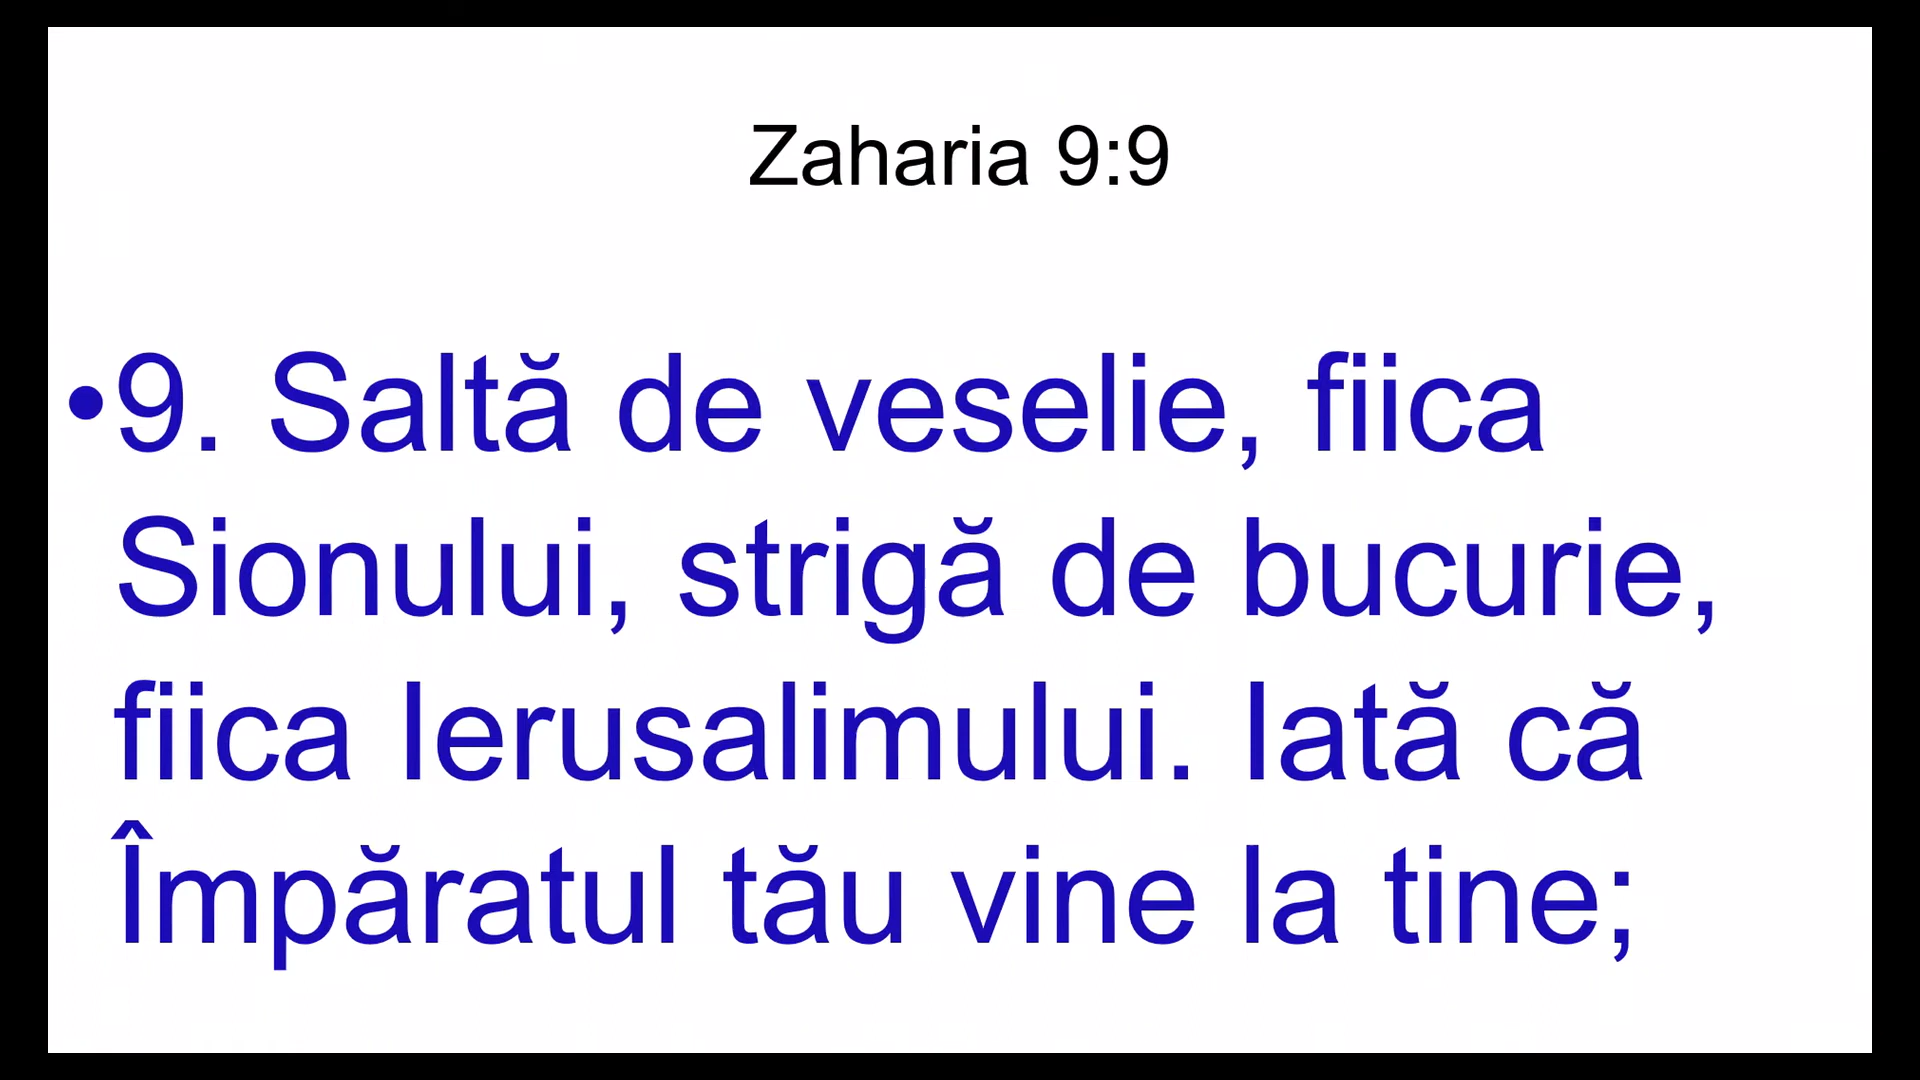 Zaharia 9:9
•9. Saltă de veselie, fiica
Sionului, strigă de bucurie,
fiica Ierusalimului. Iată că
Împăratul tău vine la tine;